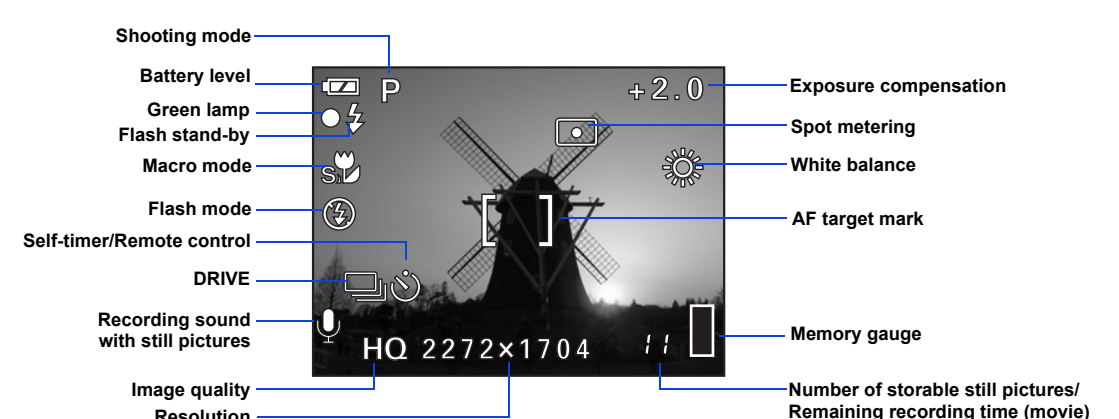 Shooting mode
Battery level
Green lamp
Flash stand-by
Macro mode
Flash mode
Self-timer/Remote control
DRIVE
Recording sound
with still pictures
Image quality
Resolution
P
+2.0
S
HQ 2272×1704 11
Exposure compensation
Spot metering
White balance
AF target mark
Memory gauge
Number of storable still pictures/
Remaining recording time (movie)